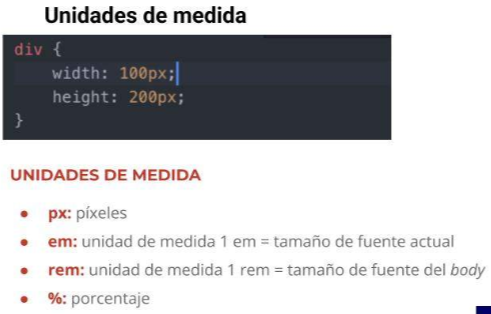 Unidades de medida
div {
width: 100px;
height: 200px;
}
UNIDADES DE MEDIDA
● px: píxeles
● em: unidad de medida 1 em = tamaño de fuente actual
● rem: unidad de medida 1 rem = tamaño de fuente del body
● %: porcentaje